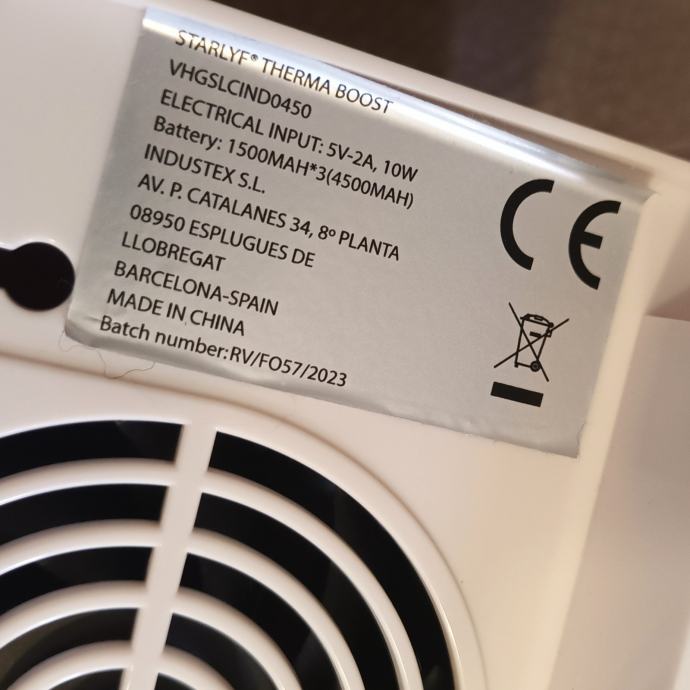 STARLYF® THERMA BOOST
VHGSLCIND0450
ELECTRICAL INPUT: 5V-2A, 10W
Battery: 1500MAH*3(4500MAH)
INDUSTEX S.L.
AV. P. CATALANES 34, 8º PLANTA
08950 ESPLUGUES DE
LLOBREGAT
BARCELONA-SPAIN
MADE IN CHINA
Batch number:RV/FO57/2023
CE